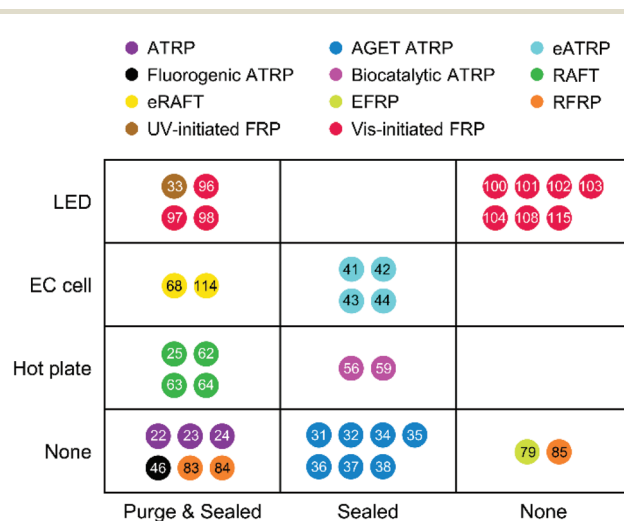 ATRP AGET ATRP eATRP
Fluorogenic ATRP Biocatalytic ATRP RAFT
eRAFT EFRP RFRP
UV-initiated FRP Vis-initiated FRP
LED
33 96
97 98
100 101 102 103
104 108 115
EC cell
68 114
41 42
43 44
Hot plate
25 62
63 64
56 59
None
22 23 24
46 83 84
31 32 34 35
36 37 38
79 85
Purge & Sealed Sealed None